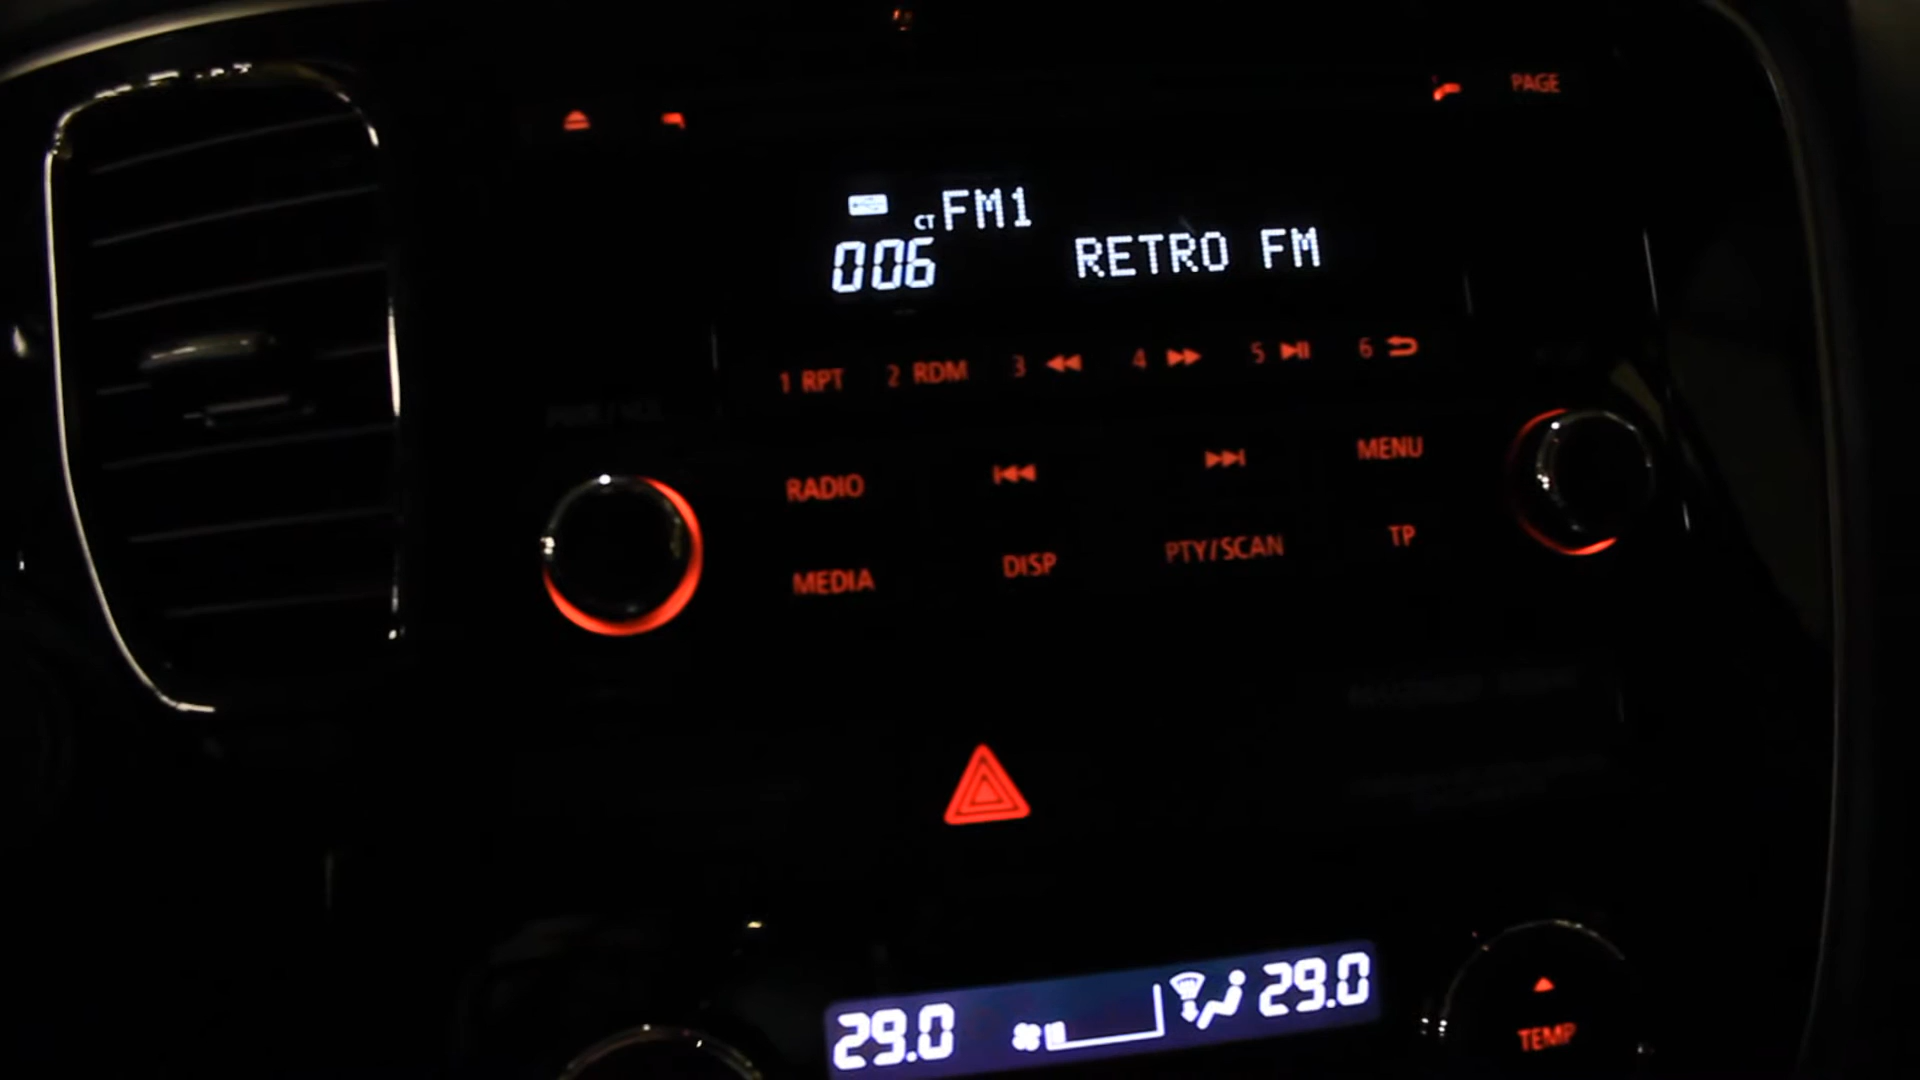 PAGE
CT FM1
006 RETRO FM
1 RPT 2 RDM 3 4 5 6
RADIO MENU
MEDIA DISP PTY/SCAN TP
29.0 29.0
TEMP